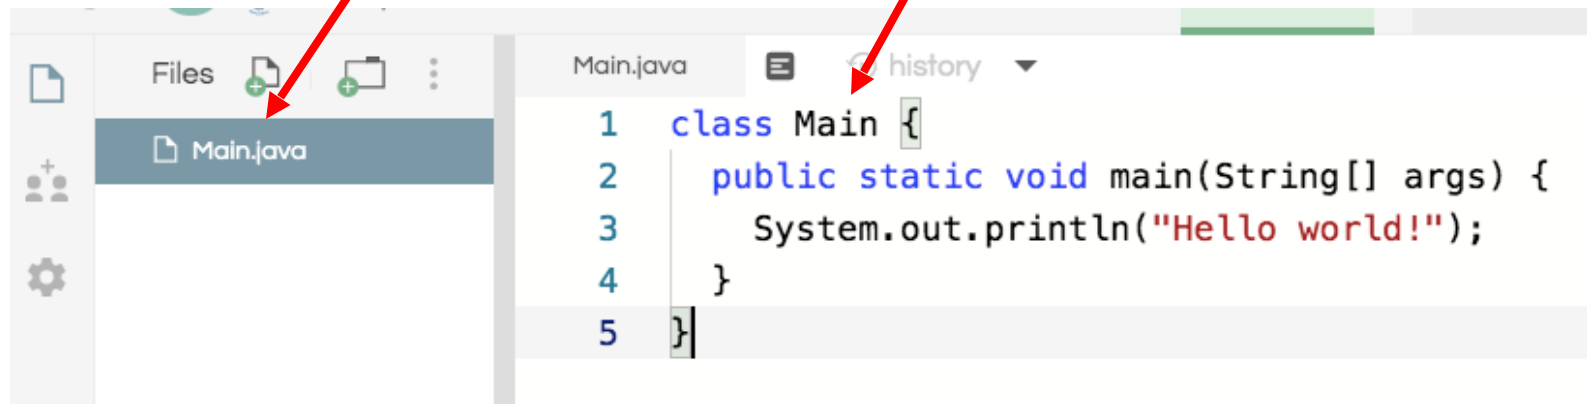 Files
Main.java
Main.java history
1 class Main {
2   public static void main(String[] args) {
3     System.out.println("Hello world!");
4   }
5 }